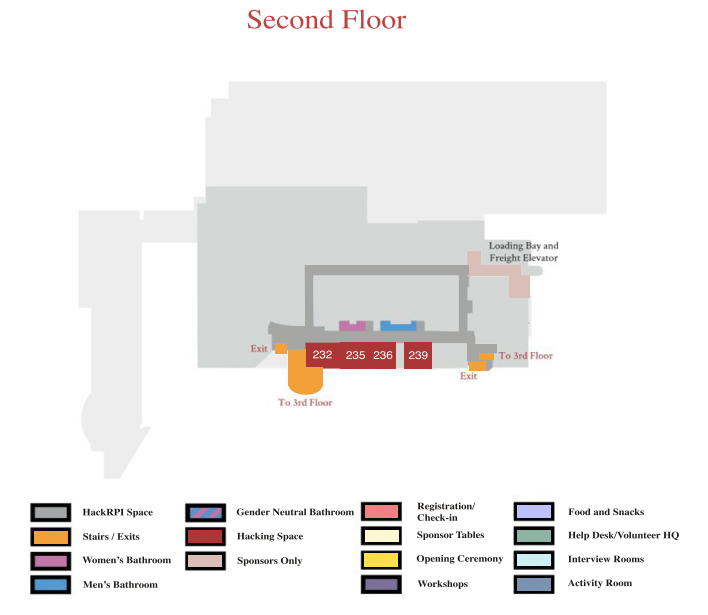 Second Floor
Loading Bay and
Freight Elevator
Exit
232
235
236
239
To 3rd Floor
Exit
To 3rd Floor
HackRPI Space
Stairs / Exits
Women's Bathroom
Men's Bathroom
Gender Neutral Bathroom
Hacking Space
Sponsors Only
Registration/
Check-in
Sponsor Tables
Opening Ceremony
Workshops
Food and Snacks
Help Desk/Volunteer HQ
Interview Rooms
Activity Room